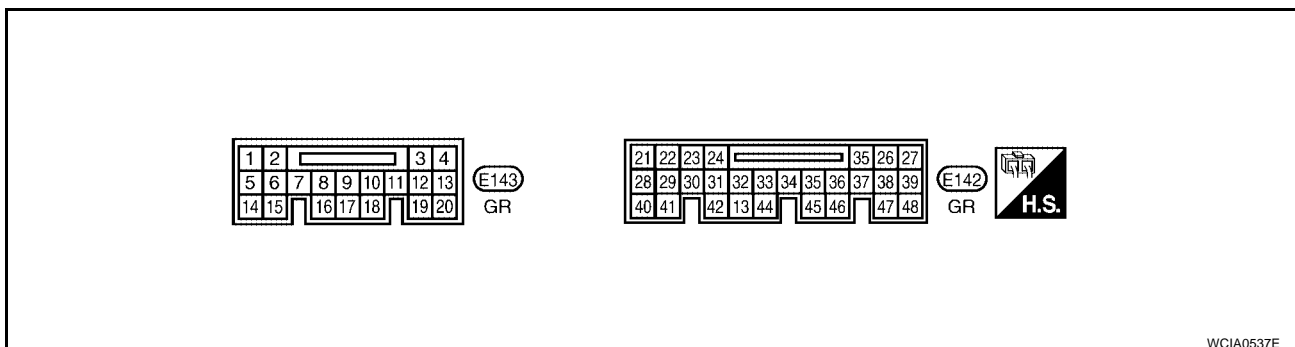 1 2 3 4
5 6 7 8 9 10 11 12 13
14 15 16 17 18 19 20
E143
GR
21 22 23 24 35 26 27
28 29 30 31 32 33 34 35 36 37 38 39
40 41 42 13 44 45 46 47 48
E142
GR
H.S.
WCIA0537E